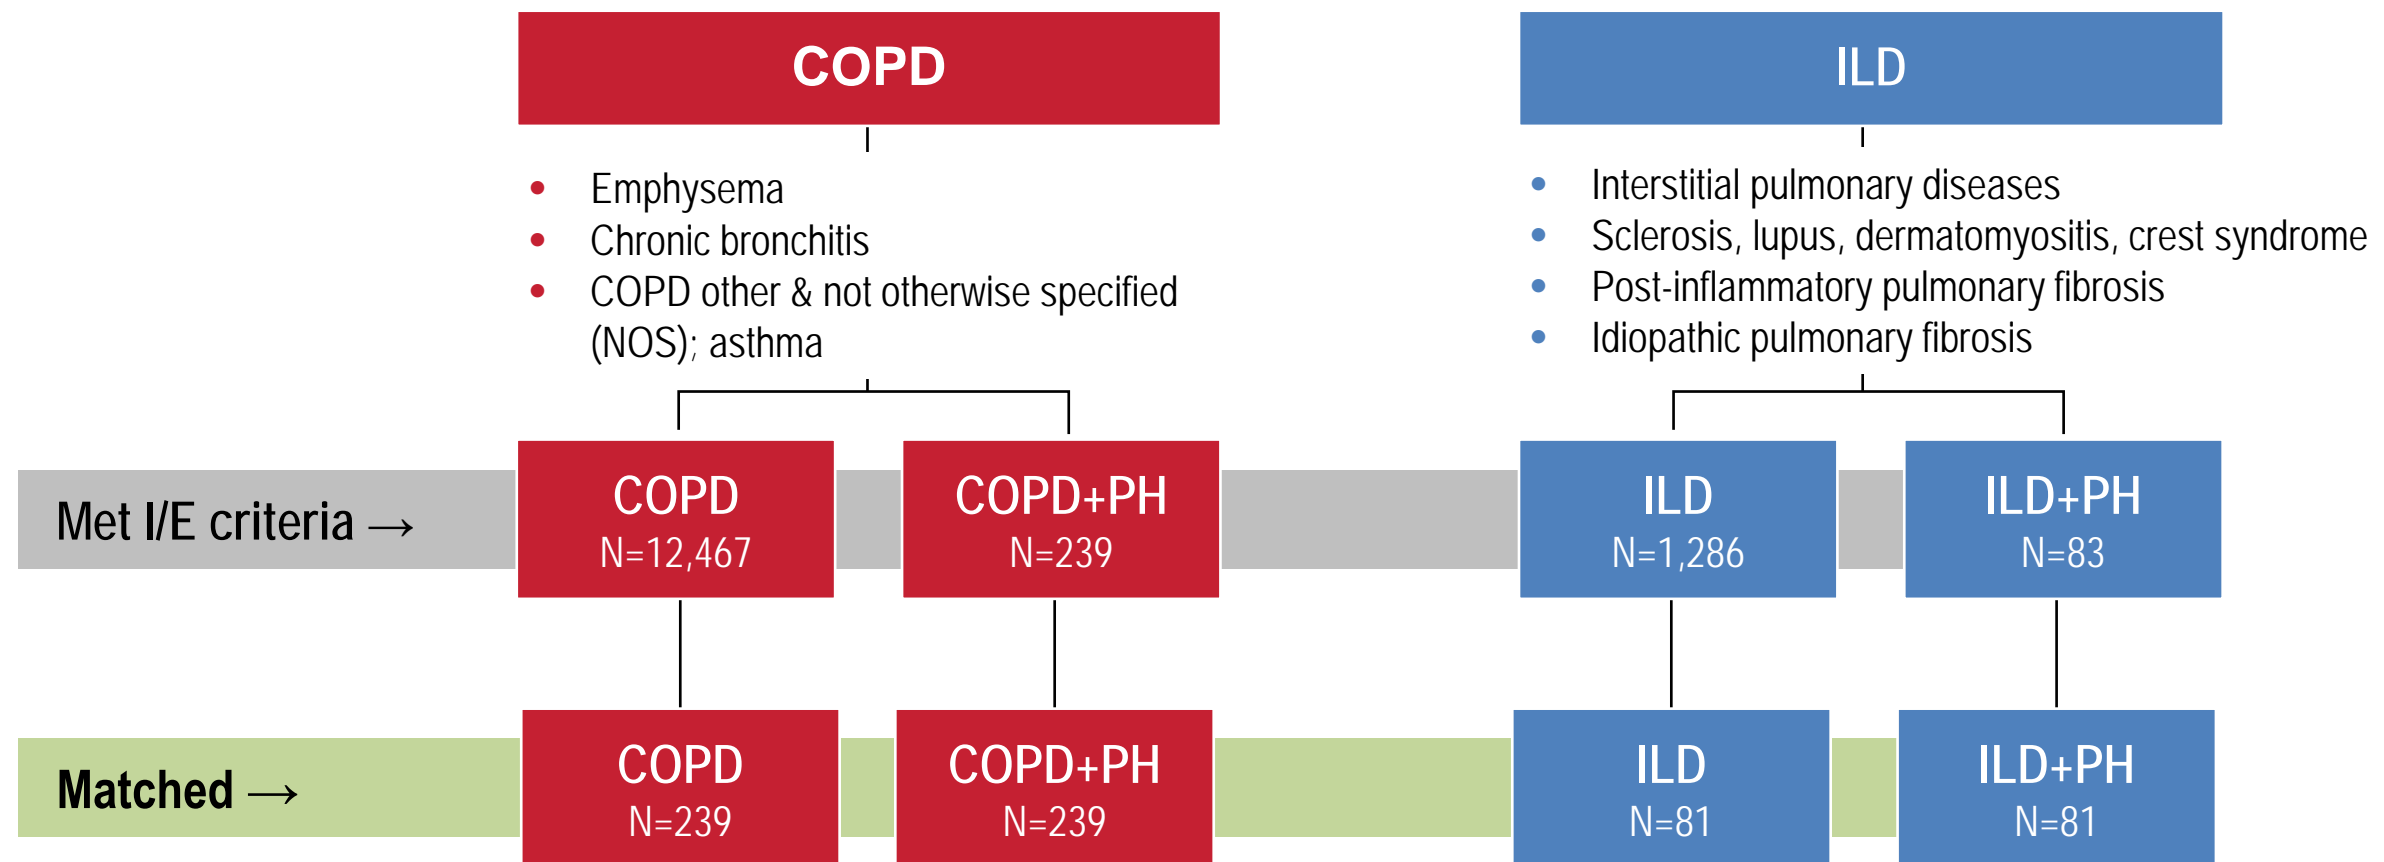 COPD
ILD
• Emphysema
• Chronic bronchitis
• COPD other & not otherwise specified
(NOS); asthma
• Interstitial pulmonary diseases
• Sclerosis, lupus, dermatomyositis, crest syndrome
• Post-inflammatory pulmonary fibrosis
• Idiopathic pulmonary fibrosis
Met I/E criteria →
COPD
N=12,467
COPD+PH
N=239
ILD
N=1,286
ILD+PH
N=83
Matched →
COPD
N=239
COPD+PH
N=239
ILD
N=81
ILD+PH
N=81